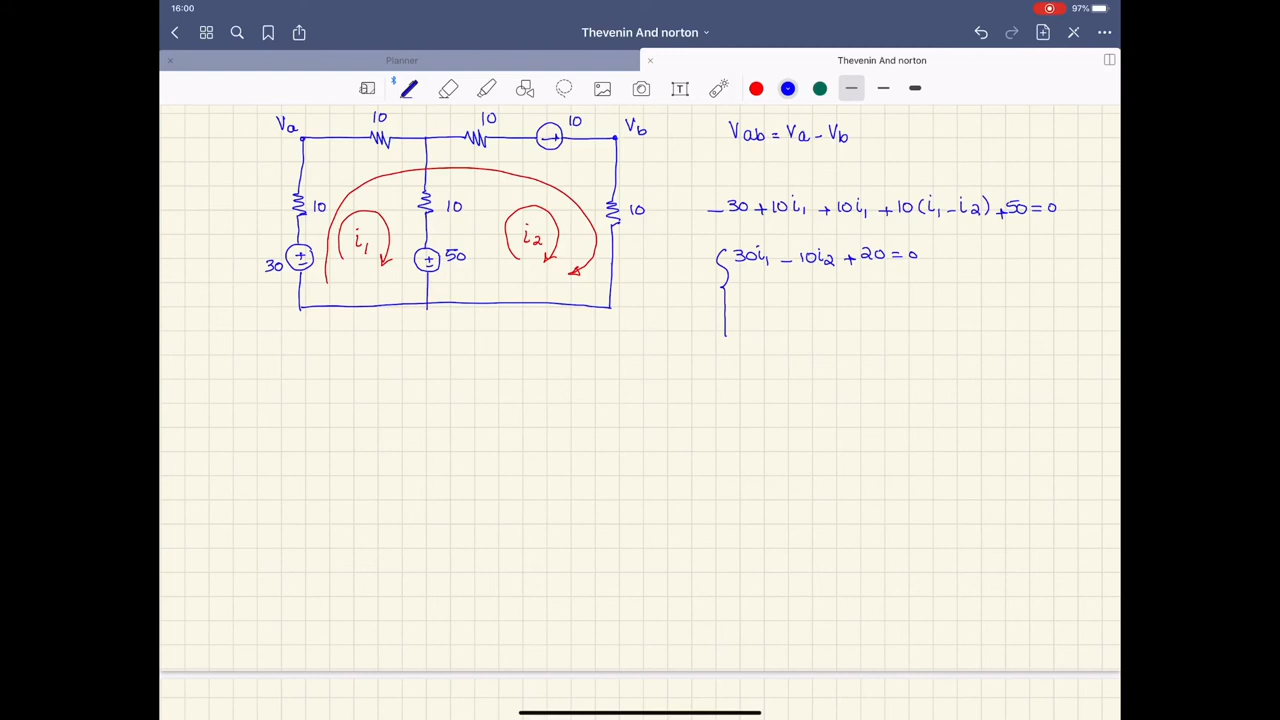 16:00
97%
Thevenin And norton
Planner
Thevenin And norton
Va
10
10
10
Vb
10
10
10
30
50
i1
i2
Vab = Va - Vb
-30+10i1 +10i1 +10(i1-i2)+50=0
30i1 - 10i2 + 20 = 0